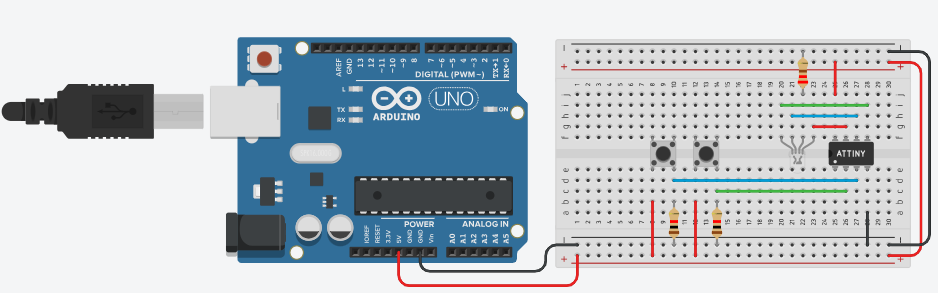 AREF
GND
13
12
~11
~10
~9
8
7
~6
~5
4
~3
2
TX→1
RX←0
DIGITAL (PWM~)
L
TX
RX
ARDUINO
UNO
ON
POWER
ANALOG IN
IOREF
RESET
3.3V
5V
GND
GND
Vin
A0
A1
A2
A3
A4
A5
ATTINY
a b c d e
f g h i j